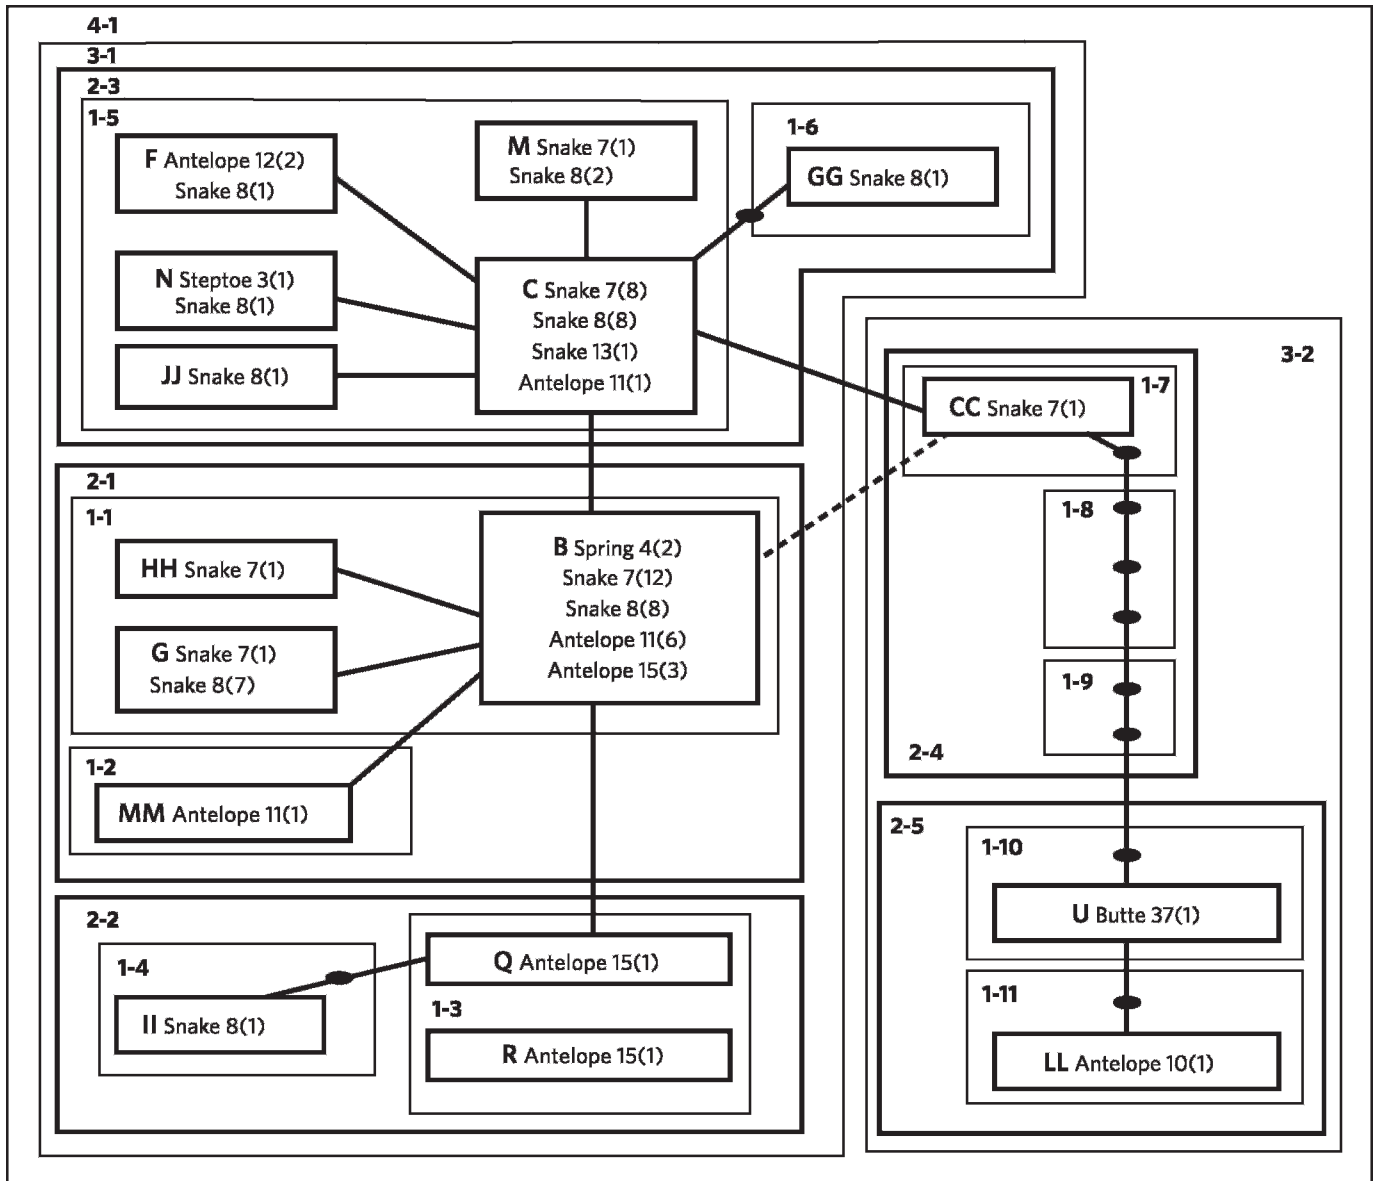 4-1
3-1
2-3
1-5
F Antelope 12(2)
Snake 8(1)
M Snake 7(1)
Snake 8(2)
1-6
GG Snake 8(1)
N Steptoe 3(1)
Snake 8(1)
JJ Snake 8(1)
C Snake 7(8)
Snake 8(8)
Snake 13(1)
Antelope 11(1)
3-2
1-7
CC Snake 7(1)
1-8
1-9
2-4
2-1
1-1
HH Snake 7(1)
G Snake 7(1)
Snake 8(7)
B Spring 4(2)
Snake 7(12)
Snake 8(8)
Antelope 11(6)
Antelope 15(3)
1-2
MM Antelope 11(1)
2-2
1-4
II Snake 8(1)
Q Antelope 15(1)
1-3
R Antelope 15(1)
2-5
1-10
U Butte 37(1)
1-11
LL Antelope 10(1)